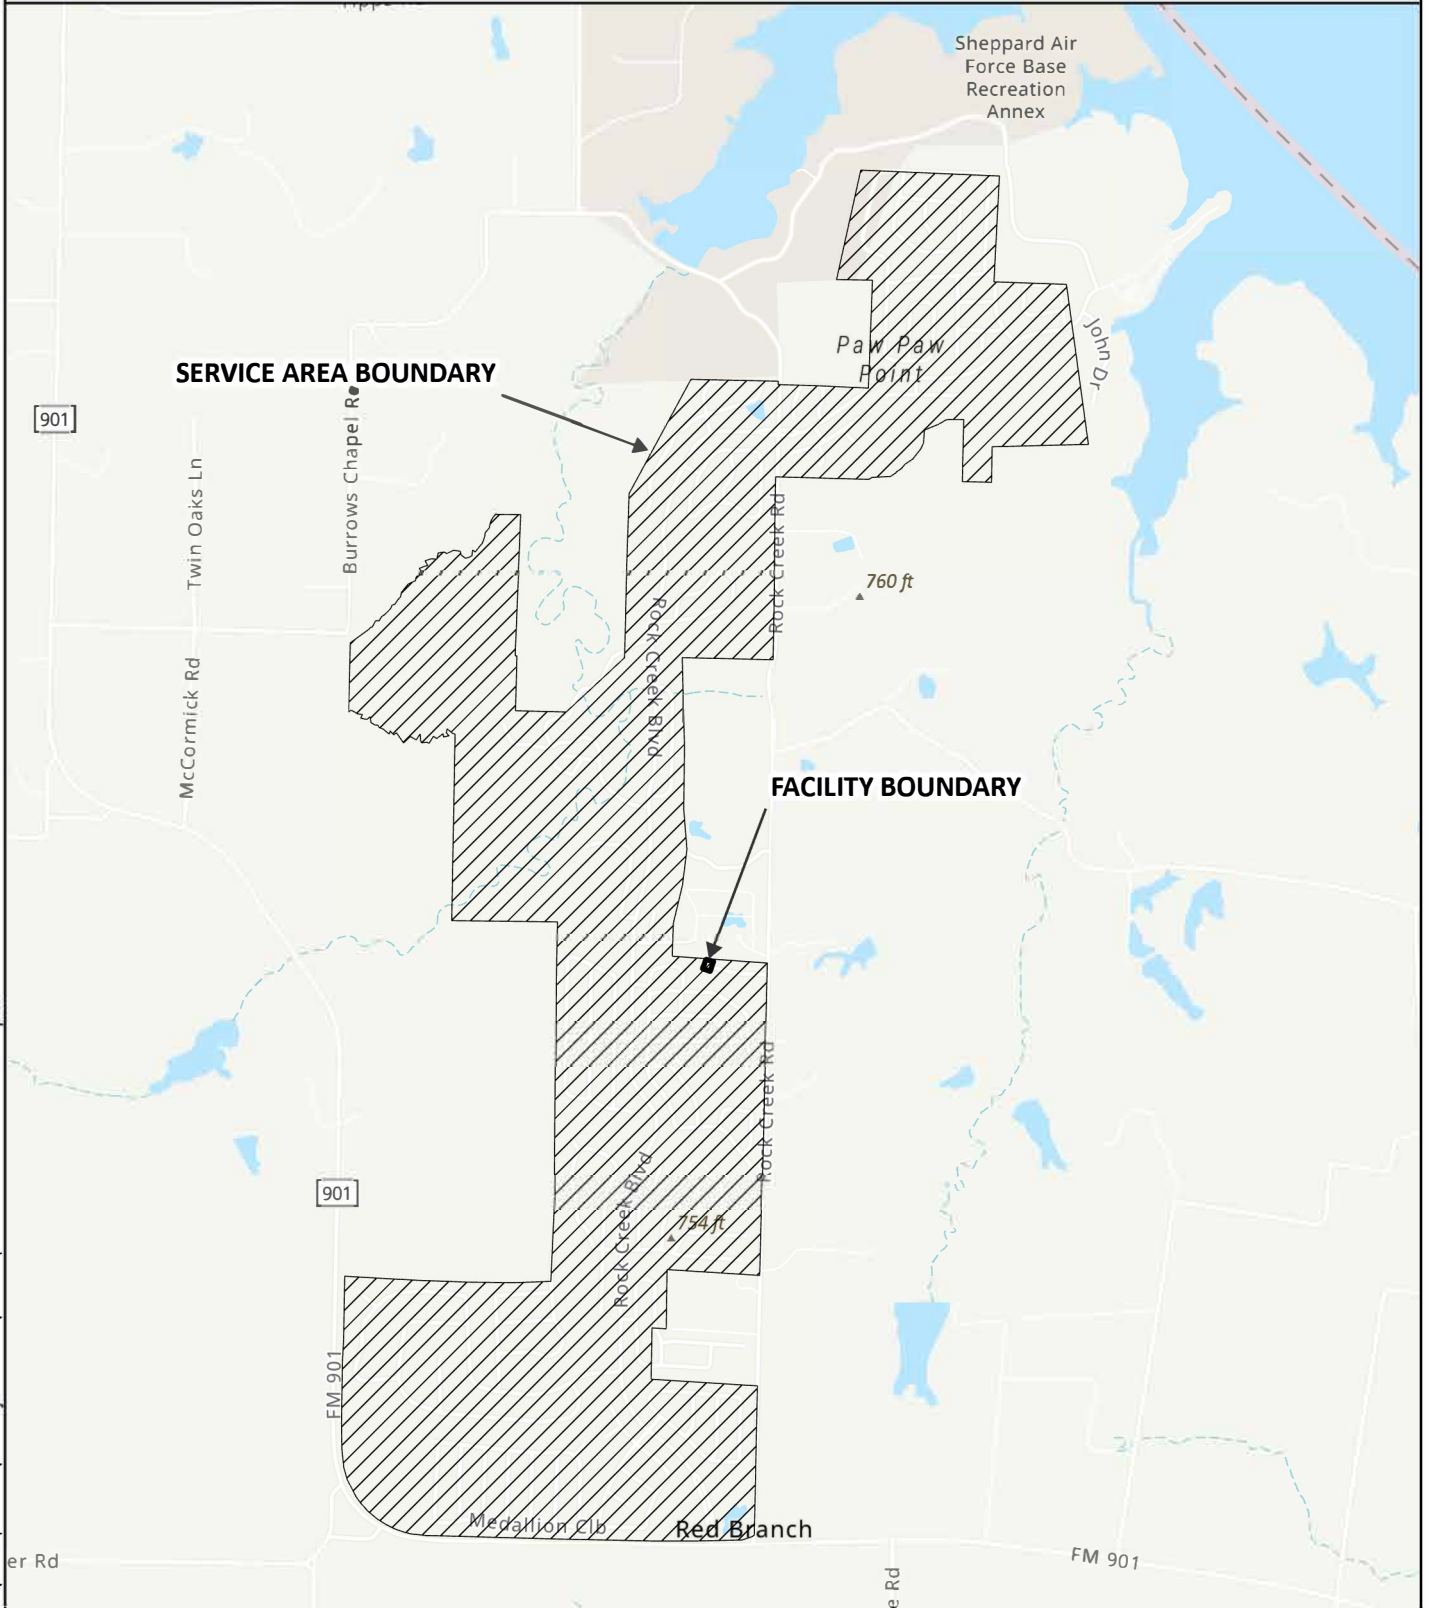 Sheppard Air
Force Base
Recreation
Annex
Paw Paw
Point
John Dr
SERVICE AREA BOUNDARY
901
Burrows Chapel Rd
Twin Oaks Ln
Rock Creek Rd
760 ft
Rock Creek Blvd
McCormick Rd
FACILITY BOUNDARY
Rock Creek Rd
901
Rock Creek Blvd
754 ft
FM 901
Medallion Clb
Red Branch
er Rd
FM 901
e Rd